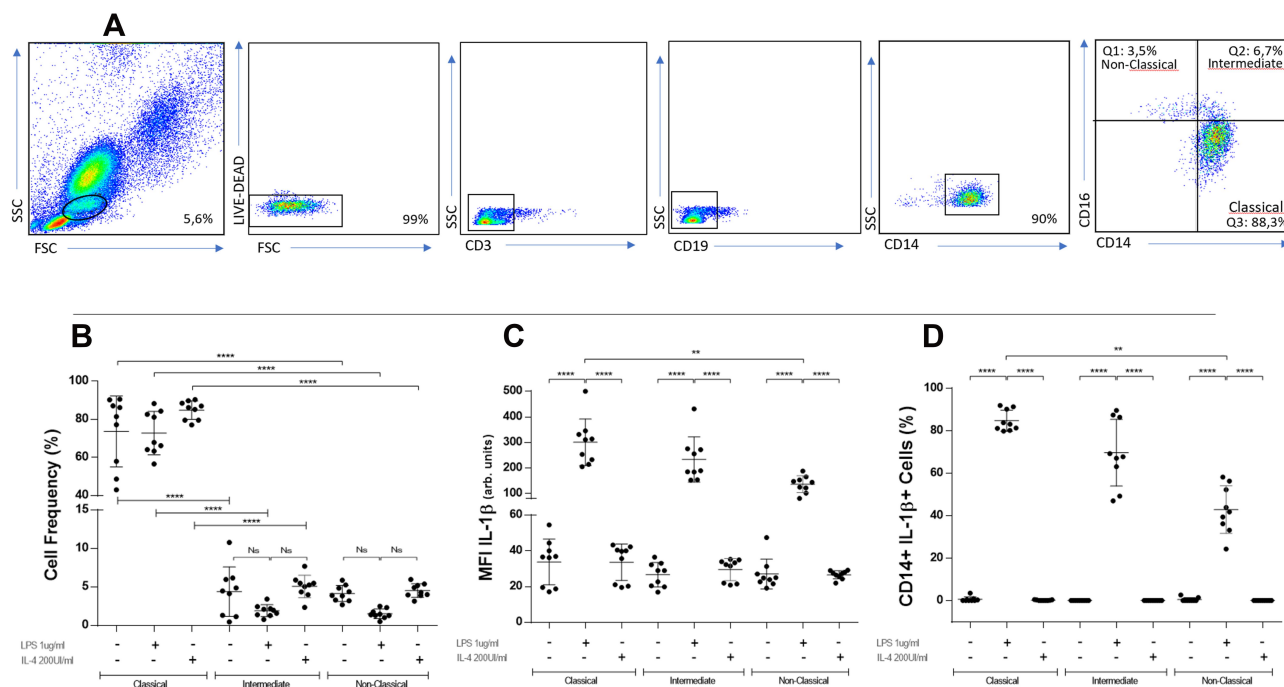 A
SSC
5,6%
FSC
LIVE-DEAD
99%
FSC
SSC
CD3
SSC
CD19
SSC
90%
CD14
CD16
Q1: 3,5%
Non-Classical
Q2: 6,7%
Intermediate
Classical
Q3: 88,3%
CD14
B
****
****
****
Cell Frequency (%)
100
80
60
40
15
10
5
0
****
****
****
Ns
Ns
Ns
Ns
LPS 1ug/ml
- + - - + - - + -
IL-4 200UI/ml
- - + - - + - - +
Classical
Intermediate
Non-Classical
C
**
****
****
****
****
****
****
MFI IL-1β (arb. units)
500
400
300
200
100
60
40
20
0
LPS 1ug/ml
- + - - + - - + -
IL-4 200UI/ml
- - + - - + - - +
Classical
Intermediate
Non-Classical
D
**
****
****
****
****
****
****
CD14+ IL-1β+ Cells (%)
100
80
60
40
20
0
LPS 1ug/ml
- + - - + - - + -
IL-4 200UI/ml
- - + - - + - - +
Classical
Intermediate
Non-Classical